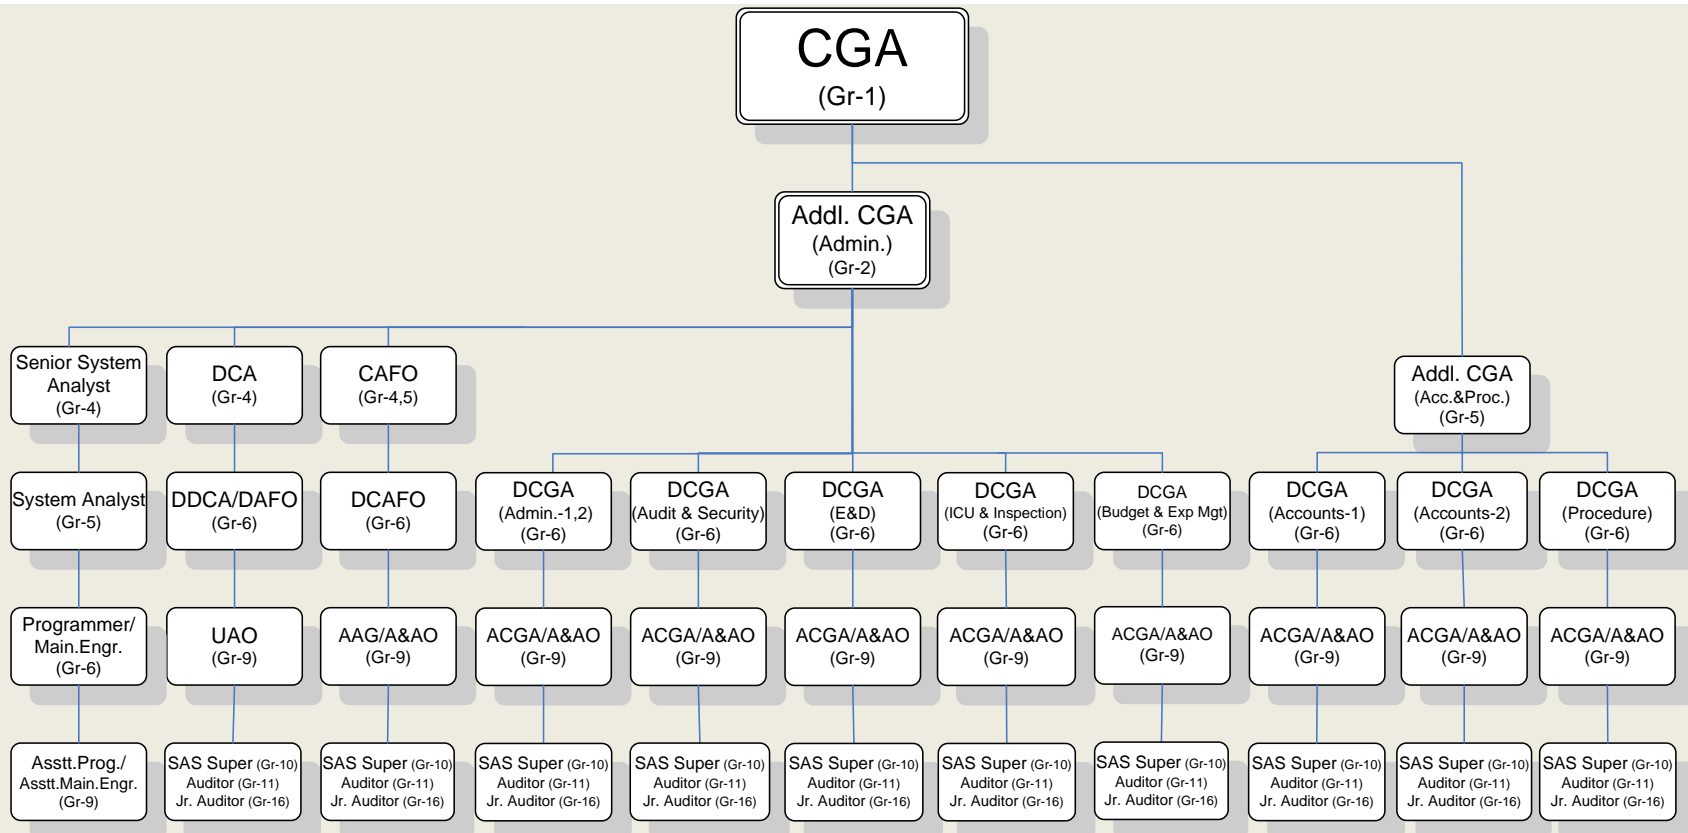 CGA
(Gr-1)
Addl. CGA
(Admin.)
(Gr-2)
Senior System
Analyst
(Gr-4)
DCA
(Gr-4)
CAFO
(Gr-4,5)
Addl. CGA
(Acc.&Proc.)
(Gr-5)
System Analyst
(Gr-5)
DDCA/DAFO
(Gr-6)
DCAFO
(Gr-6)
DCGA
(Admin.-1,2)
(Gr-6)
DCGA
(Audit & Security)
(Gr-6)
DCGA
(E&D)
(Gr-6)
DCGA
(ICU & Inspection)
(Gr-6)
DCGA
(Budget & Exp Mgt)
(Gr-6)
DCGA
(Accounts-1)
(Gr-6)
DCGA
(Accounts-2)
(Gr-6)
DCGA
(Procedure)
(Gr-6)
Programmer/
Main.Engr.
(Gr-6)
UAO
(Gr-9)
AAG/A&AO
(Gr-9)
ACGA/A&AO
(Gr-9)
ACGA/A&AO
(Gr-9)
ACGA/A&AO
(Gr-9)
ACGA/A&AO
(Gr-9)
ACGA/A&AO
(Gr-9)
ACGA/A&AO
(Gr-9)
ACGA/A&AO
(Gr-9)
ACGA/A&AO
(Gr-9)
Asstt.Prog./
Asstt.Main.Engr.
(Gr-9)
SAS Super (Gr-10)
Auditor (Gr-11)
Jr. Auditor (Gr-16)
SAS Super (Gr-10)
Auditor (Gr-11)
Jr. Auditor (Gr-16)
SAS Super (Gr-10)
Auditor (Gr-11)
Jr. Auditor (Gr-16)
SAS Super (Gr-10)
Auditor (Gr-11)
Jr. Auditor (Gr-16)
SAS Super (Gr-10)
Auditor (Gr-11)
Jr. Auditor (Gr-16)
SAS Super (Gr-10)
Auditor (Gr-11)
Jr. Auditor (Gr-16)
SAS Super (Gr-10)
Auditor (Gr-11)
Jr. Auditor (Gr-16)
SAS Super (Gr-10)
Auditor (Gr-11)
Jr. Auditor (Gr-16)
SAS Super (Gr-10)
Auditor (Gr-11)
Jr. Auditor (Gr-16)
SAS Super (Gr-10)
Auditor (Gr-11)
Jr. Auditor (Gr-16)